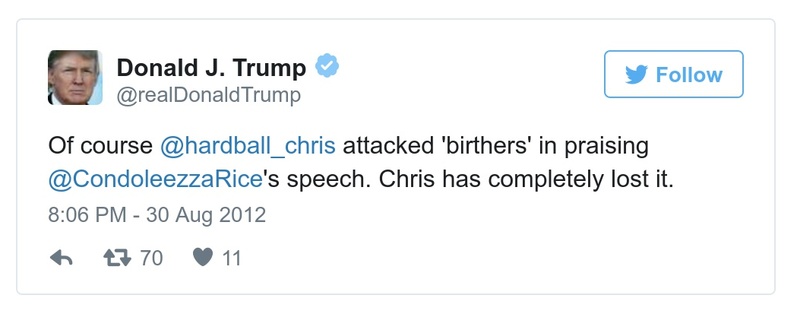 Donald J. Trump
@realDonaldTrump
Follow
Of course @hardball_chris attacked 'birthers' in praising
@CondoleezzaRice's speech. Chris has completely lost it.
8:06 PM - 30 Aug 2012
70 11